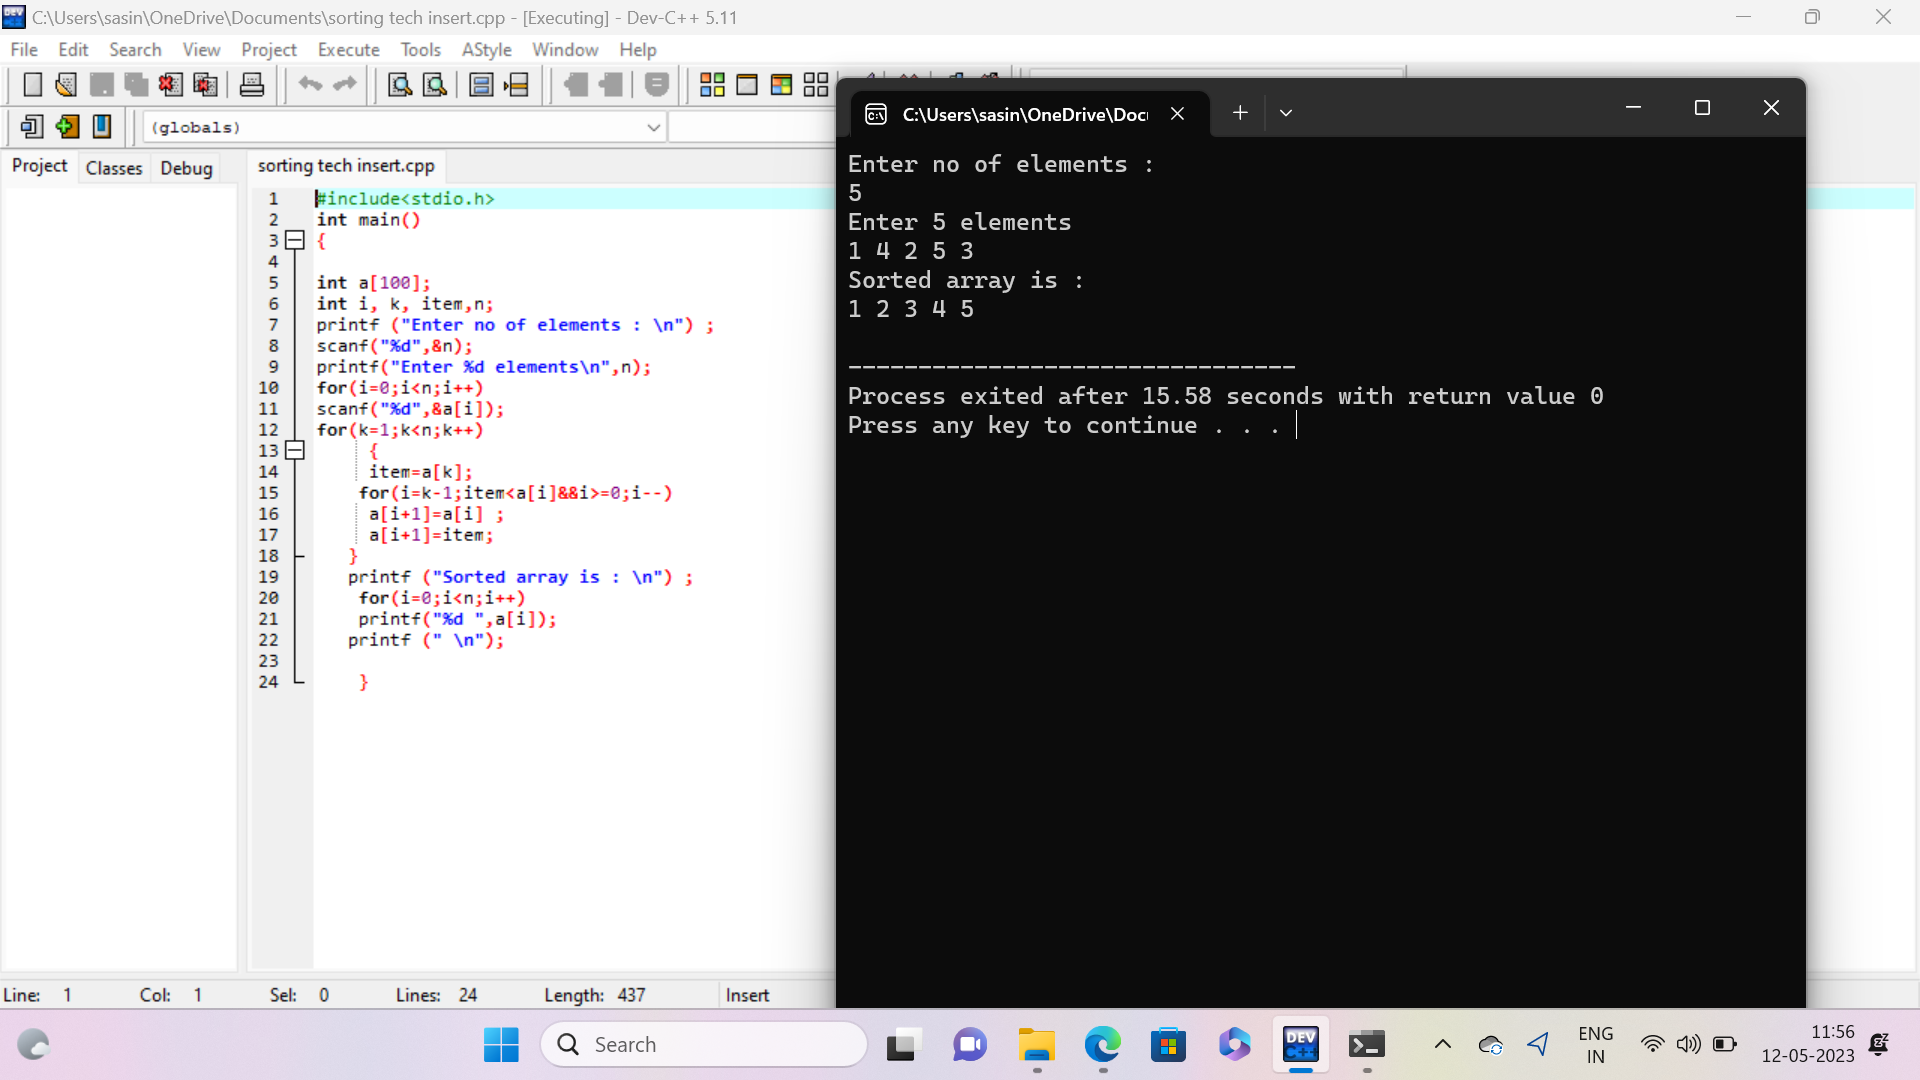 C:\Users\sasin\OneDrive\Documents\sorting tech insert.cpp - [Executing] - Dev-C++ 5.11
File Edit Search View Project Execute Tools AStyle Window Help
(globals)
Project Classes Debug
sorting tech insert.cpp
1 #include<stdio.h>
2 int main()
3 {
4
5 int a[100];
6 int i, k, item,n;
7 printf ("Enter no of elements : \n") ;
8 scanf("%d",&n);
9 printf("Enter %d elements\n",n);
10 for(i=0;i<n;i++)
11 scanf("%d",&a[i]);
12 for(k=1;k<n;k++)
13 {
14 item=a[k];
15 for(i=k-1;item<a[i]&&i>=0;i--)
16 a[i+1]=a[i] ;
17 a[i+1]=item;
18 }
19 printf ("Sorted array is : \n") ;
20 for(i=0;i<n;i++)
21 printf("%d ",a[i]);
22 printf (" \n");
23
24 }
C:\Users\sasin\OneDrive\Doc
Enter no of elements :
5
Enter 5 elements
1 4 2 5 3
Sorted array is :
1 2 3 4 5
--------------------------------
Process exited after 15.58 seconds with return value 0
Press any key to continue . . .
Line: 1 Col: 1 Sel: 0 Lines: 24 Length: 437 Insert
Search
DEV C++
ENG
IN
11:56
12-05-2023